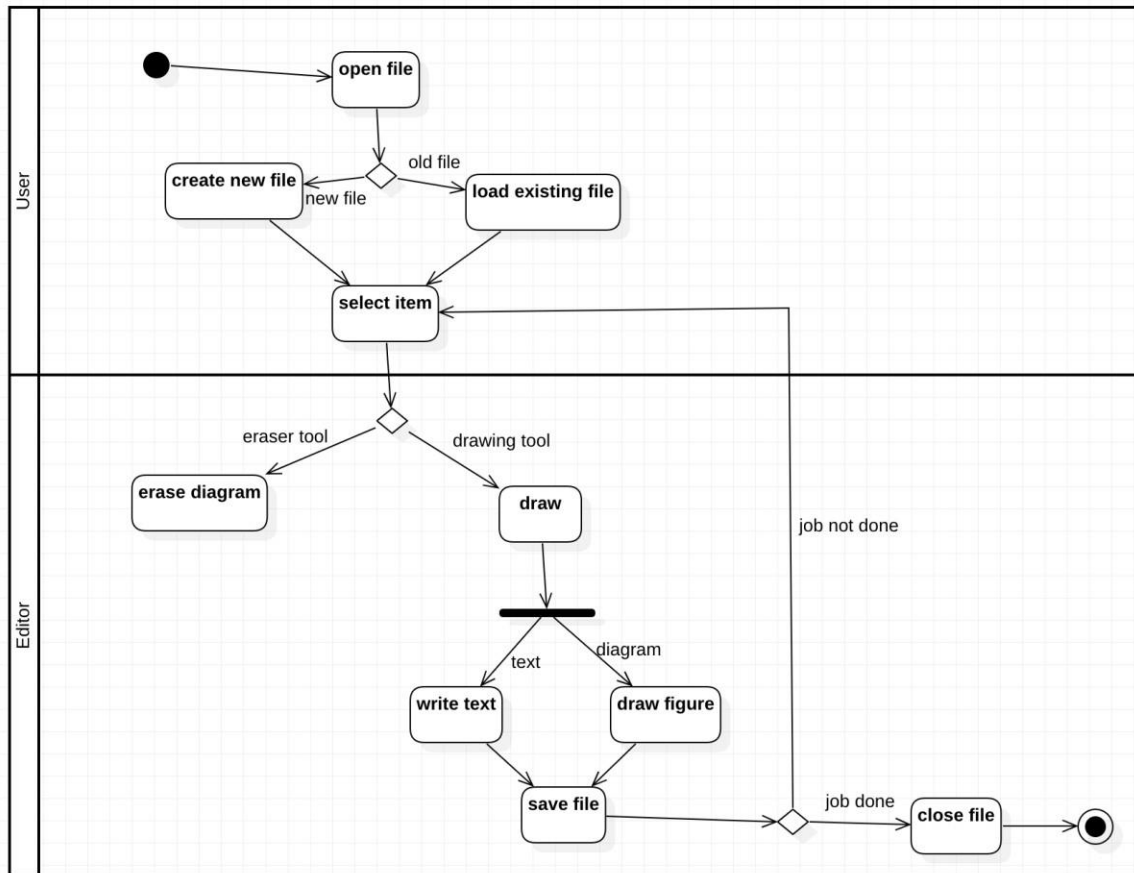 User
open file
old file
create new file
new file
load existing file
select item
Editor
eraser tool
drawing tool
erase diagram
draw
job not done
text
diagram
write text
draw figure
save file
job done
close file